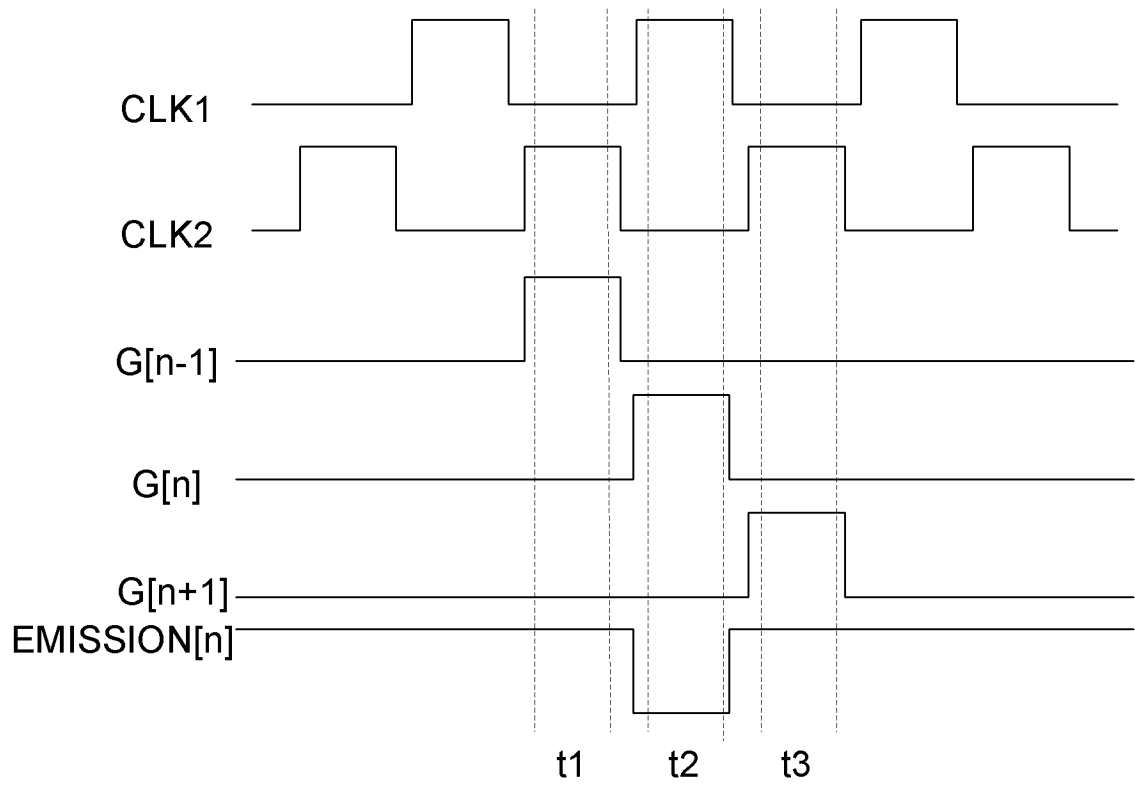 CLK1
CLK2
G[n-1]
G[n]
G[n+1]
EMISSION[n]
t1 t2 t3